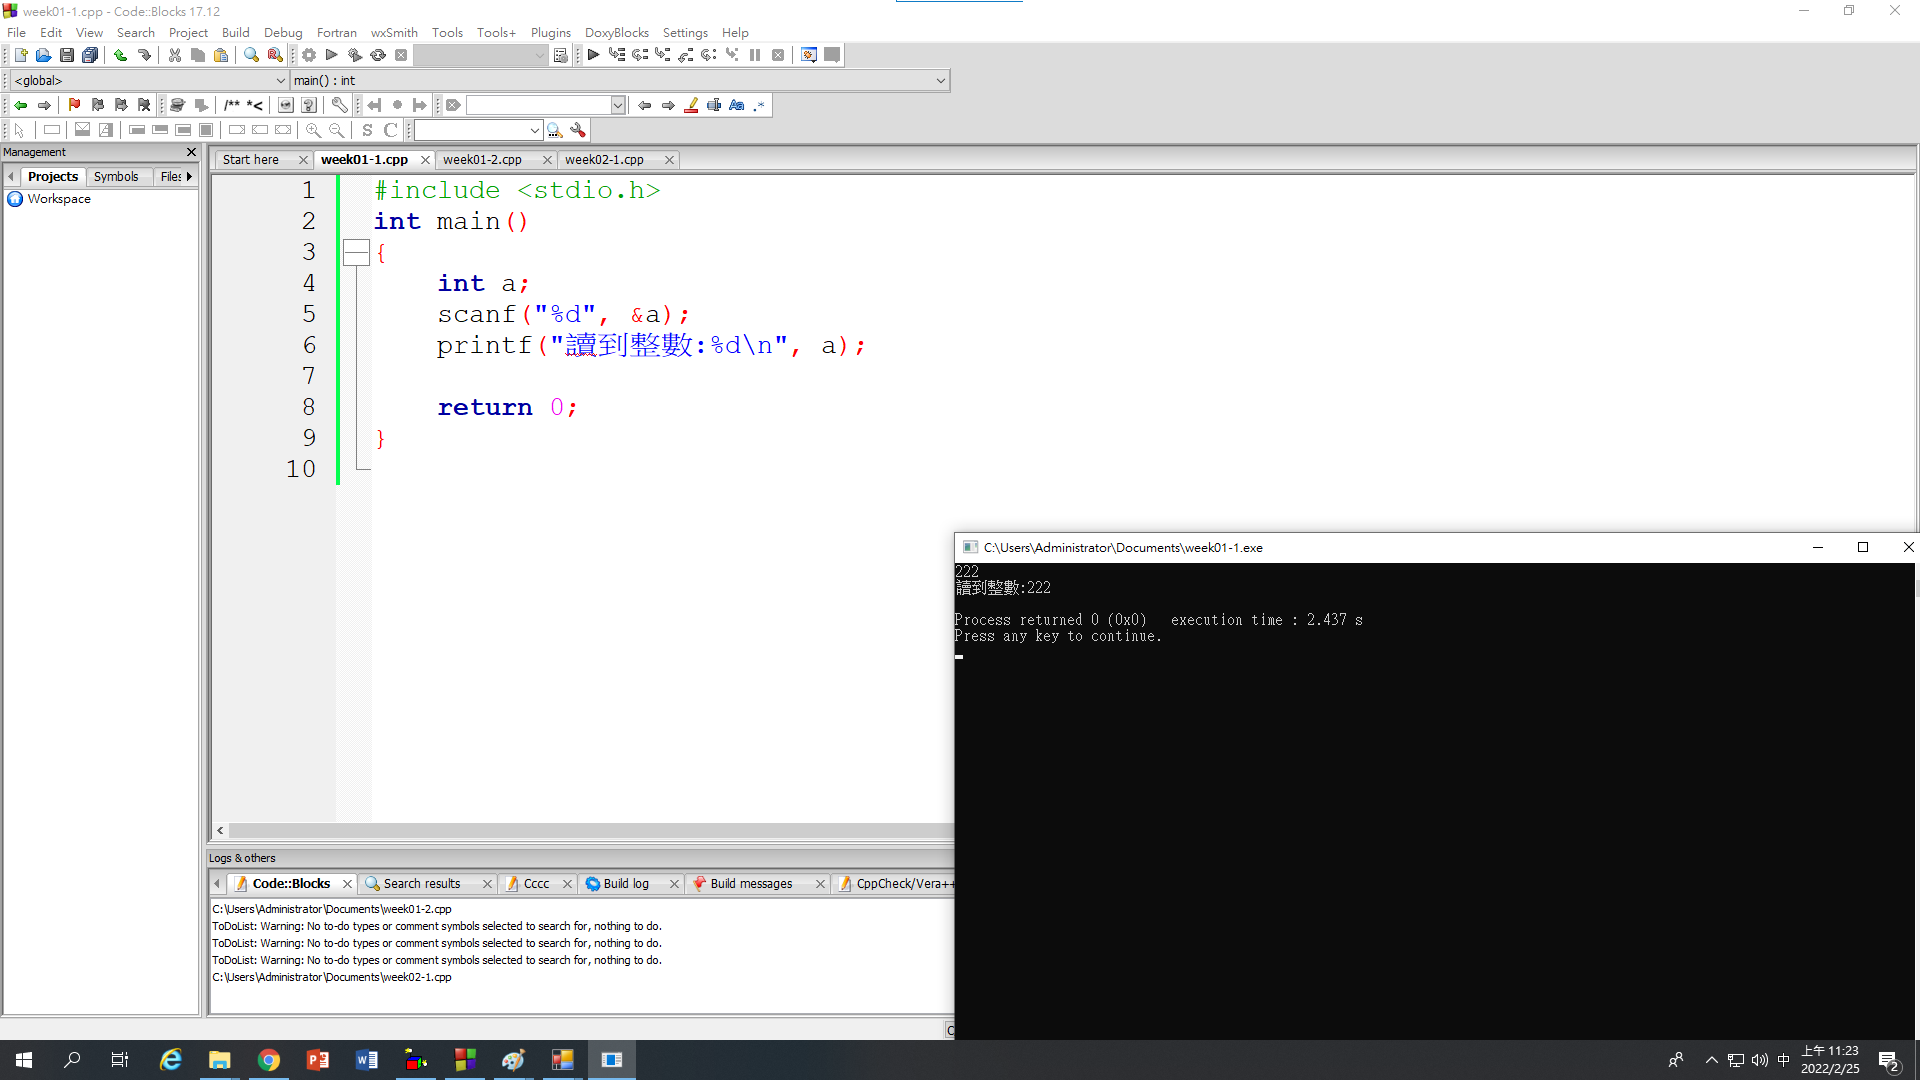 week01-1.cpp - Code::Blocks 17.12
File Edit View Search Project Build Debug Fortran wxSmith Tools Tools+ Plugins DoxyBlocks Settings Help
<global> main() : int
/** *<
S C
Management
Projects Symbols Files
Workspace
Start here week01-1.cpp week01-2.cpp week02-1.cpp
1 #include <stdio.h>
2 int main()
3 {
4 int a;
5 scanf("%d", &a);
6 printf("讀到整數:%d\n", a);
7
8 return 0;
9 }
10
C:\Users\Administrator\Documents\week01-1.exe
222
讀到整數:222
Process returned 0 (0x0) execution time : 2.437 s
Press any key to continue.
Logs & others
Code::Blocks Search results Cccc Build log Build messages CppCheck/Vera++
C:\Users\Administrator\Documents\week01-2.cpp
ToDoList: Warning: No to-do types or comment symbols selected to search for, nothing to do.
ToDoList: Warning: No to-do types or comment symbols selected to search for, nothing to do.
ToDoList: Warning: No to-do types or comment symbols selected to search for, nothing to do.
C:\Users\Administrator\Documents\week02-1.cpp
中
上午 11:23
2022/2/25
2